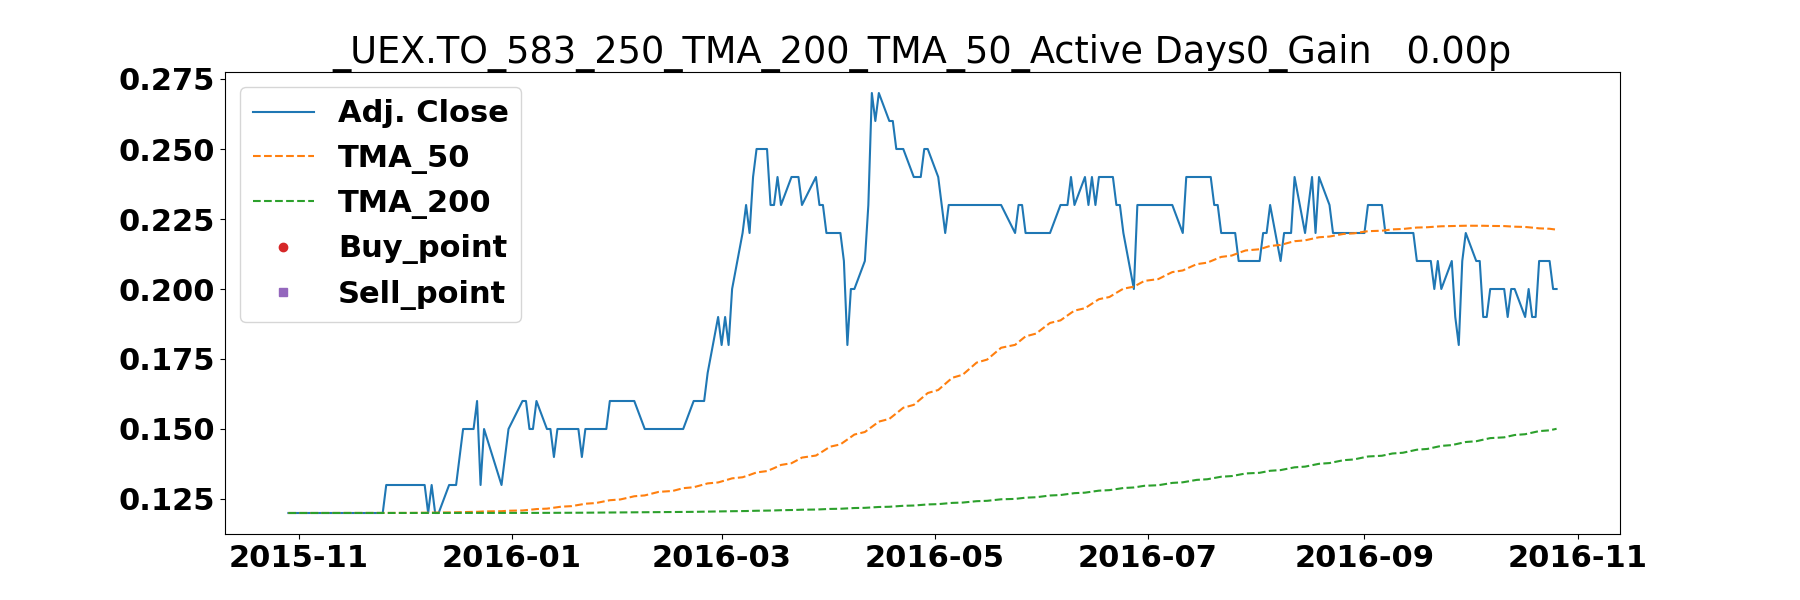 _UEX.TO_583_250_TMA_200_TMA_50_Active Days0_Gain   0.00p
0.275
0.250
0.225
0.200
0.175
0.150
0.125
Adj. Close
TMA_50
TMA_200
Buy_point
Sell_point
2015-11 2016-01 2016-03 2016-05 2016-07 2016-09 2016-11